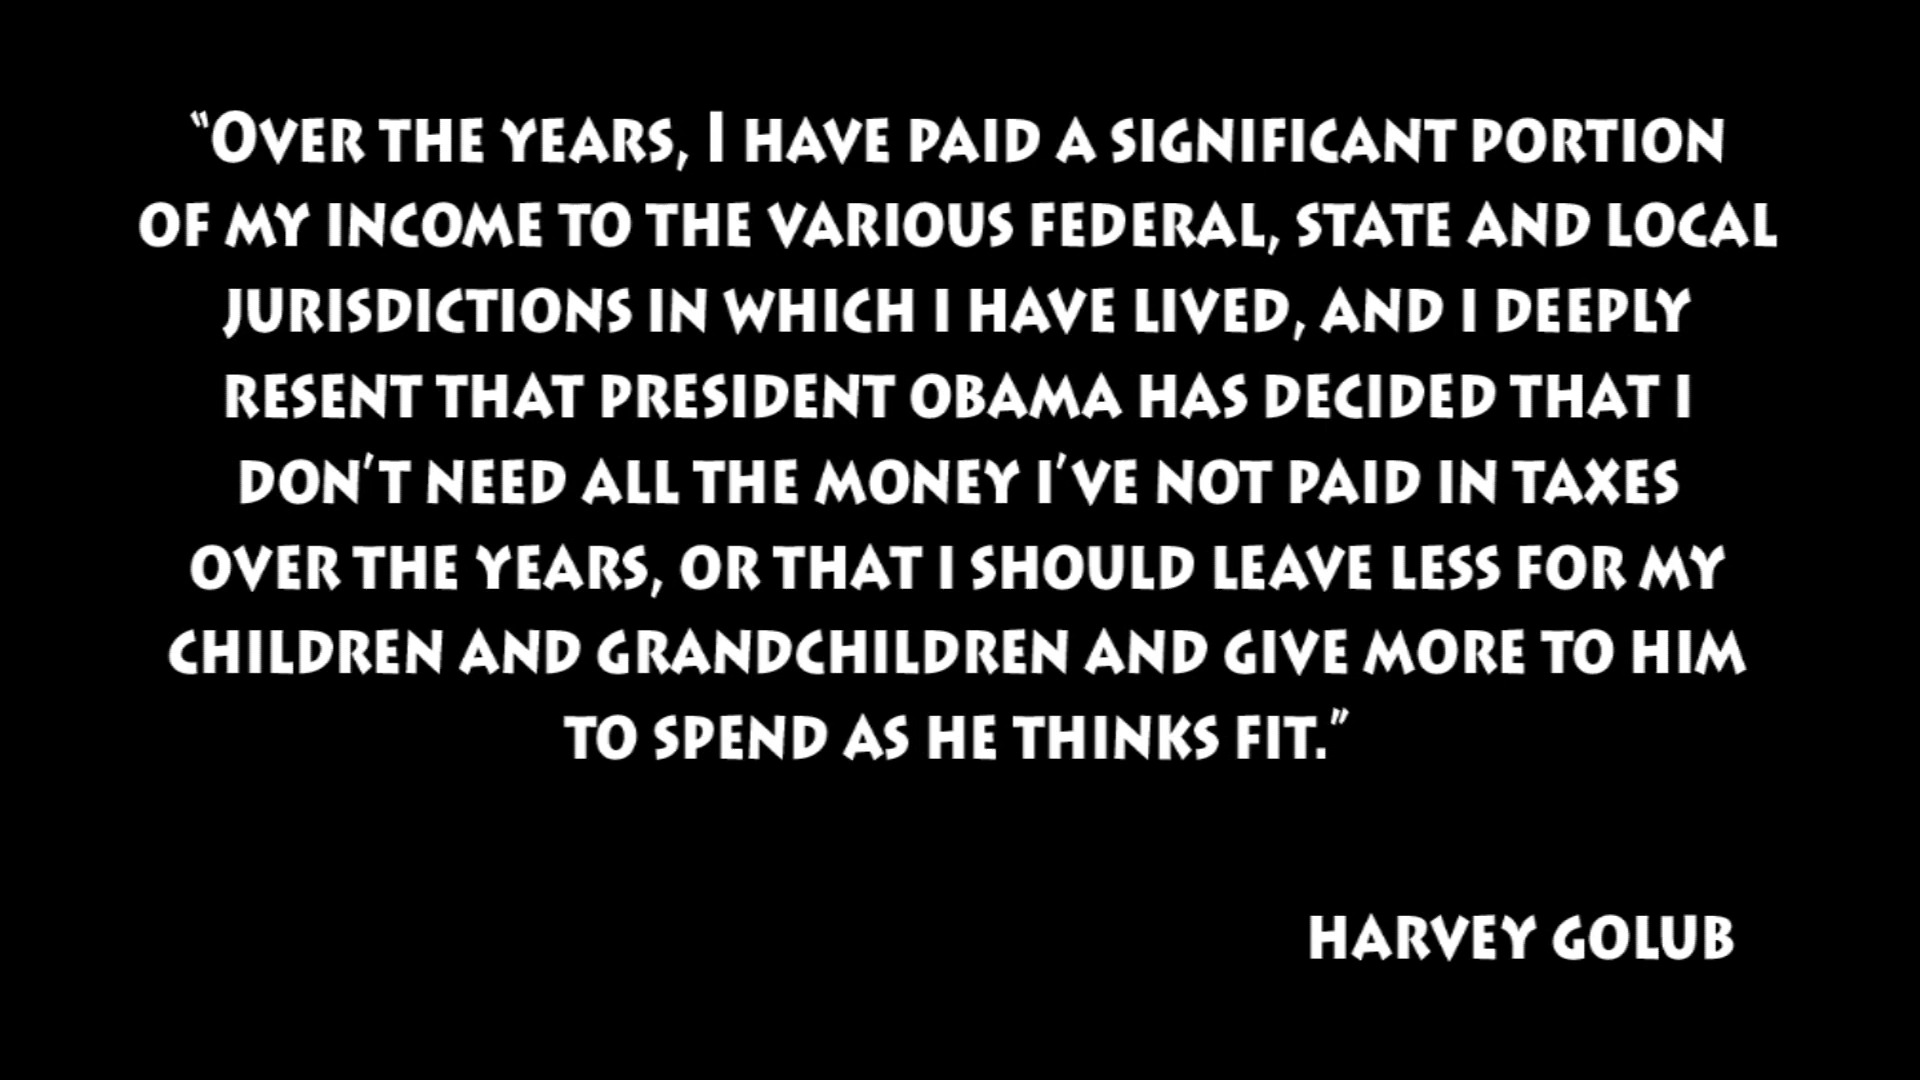 "Over the years, I have paid a significant portion
of my income to the various federal, state and local
jurisdictions in which I have lived, and I deeply
resent that President Obama has decided that I
don't need all the money I've not paid in taxes
over the years, or that I should leave less for my
children and grandchildren and give more to him
to spend as he thinks fit."
Harvey Golub